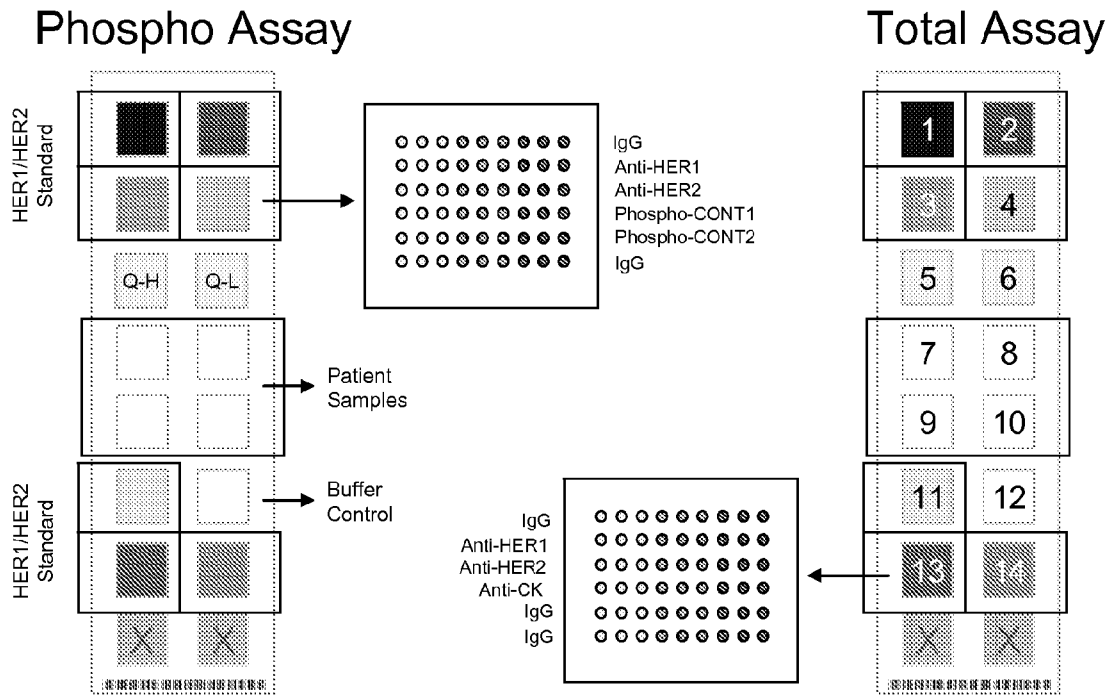 Phospho Assay
Total Assay
HER1/HER2
Standard
IgG
Anti-HER1
Anti-HER2
Phospho-CONT1
Phospho-CONT2
IgG
Q-H
Q-L
Patient
Samples
Buffer
Control
HER1/HER2
Standard
X
X
IgG
Anti-HER1
Anti-HER2
Anti-CK
IgG
IgG
1
2
3
4
5
6
7
8
9
10
11
12
13
14
X
X